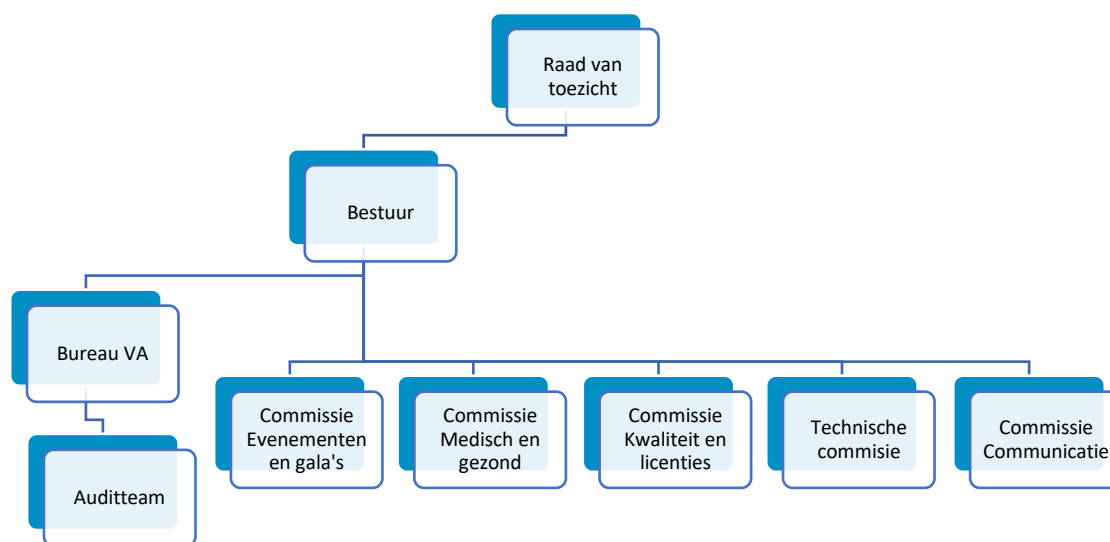 Raad van
toezicht
Bestuur
Bureau VA
Auditteam
Commissie
Evenementen
en gala's
Commissie
Medisch en
gezond
Commissie
Kwaliteit en
licenties
Technische
commisie
Commissie
Communicatie